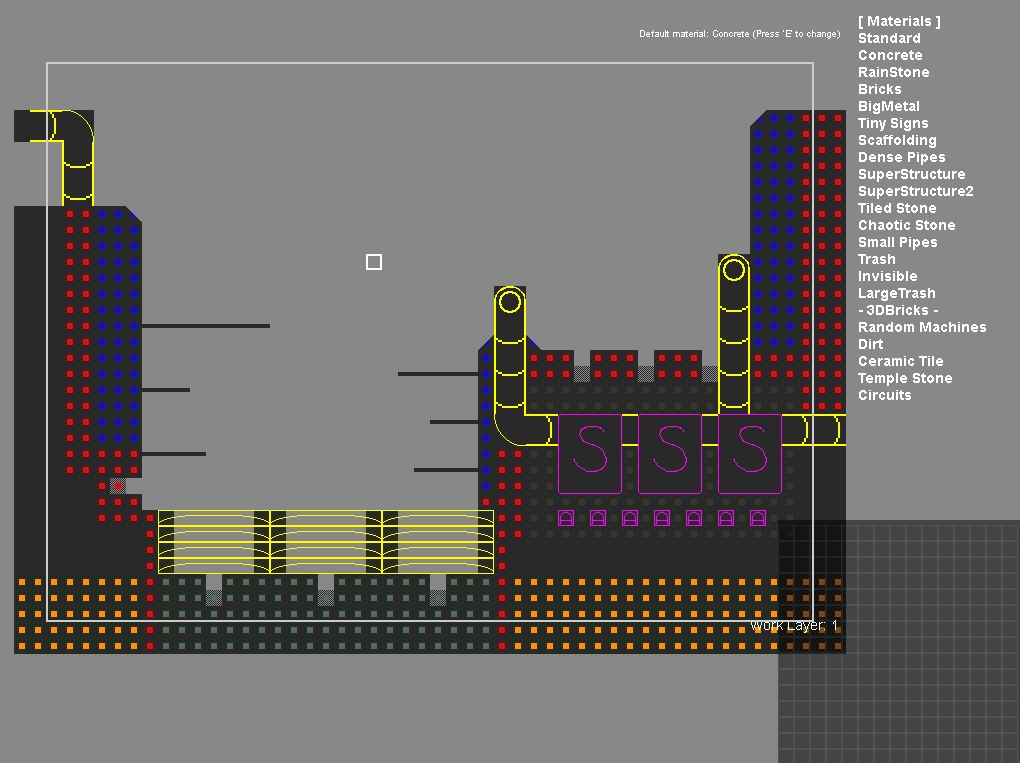 Default material: Concrete (Press 'E' to change)
[ Materials ]
Standard
Concrete
RainStone
Bricks
BigMetal
Tiny Signs
Scaffolding
Dense Pipes
SuperStructure
SuperStructure2
Tiled Stone
Chaotic Stone
Small Pipes
Trash
Invisible
LargeTrash
- 3DBricks -
Random Machines
Dirt
Ceramic Tile
Temple Stone
Circuits
S S S
Work Layer: 1